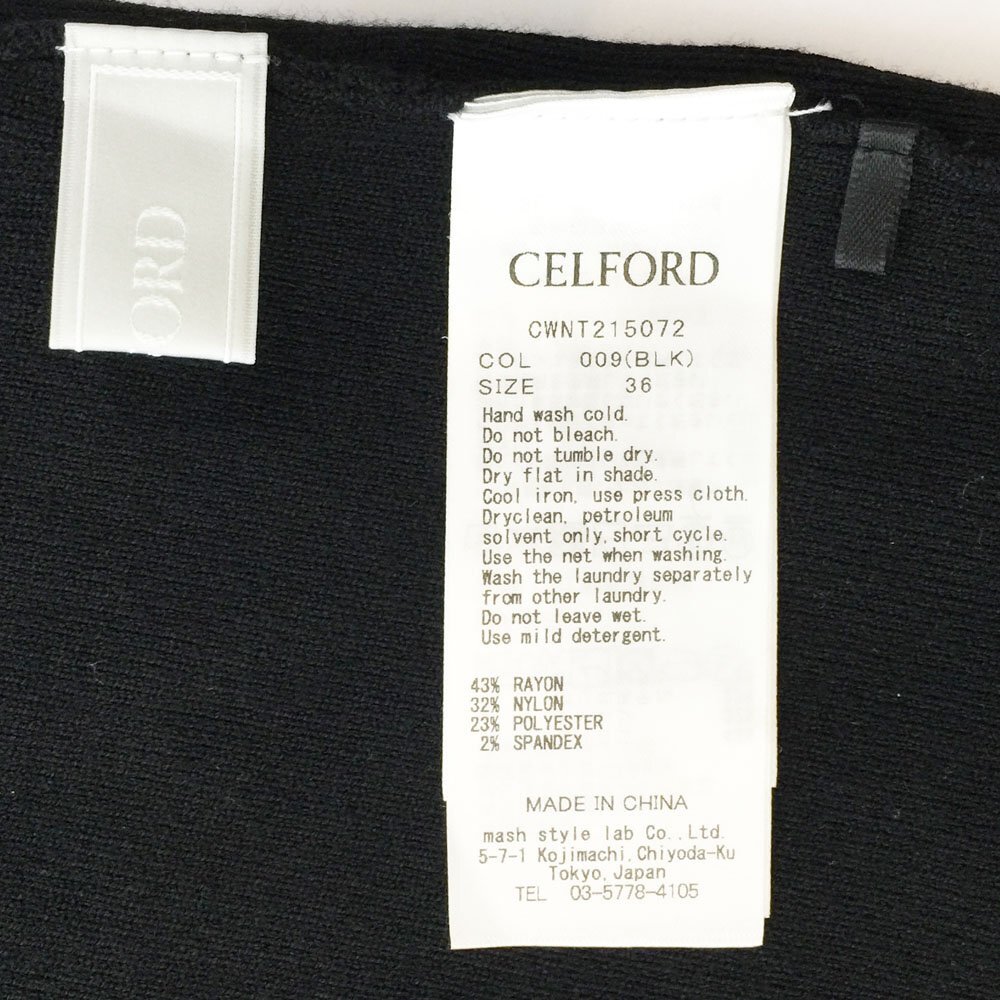 ORD
CELFORD
CWNT215072
COL 009(BLK)
SIZE 36
Hand wash cold.
Do not bleach.
Do not tumble dry.
Dry flat in shade.
Cool iron, use press cloth.
Dryclean, petroleum
solvent only,short cycle.
Use the net when washing.
Wash the laundry separately
from other laundry.
Do not leave wet.
Use mild detergent.
43% RAYON
32% NYLON
23% POLYESTER
2% SPANDEX
MADE IN CHINA
mash style lab Co.,Ltd.
5-7-1 Kojimachi,Chiyoda-Ku
Tokyo,Japan
TEL 03-5778-4105